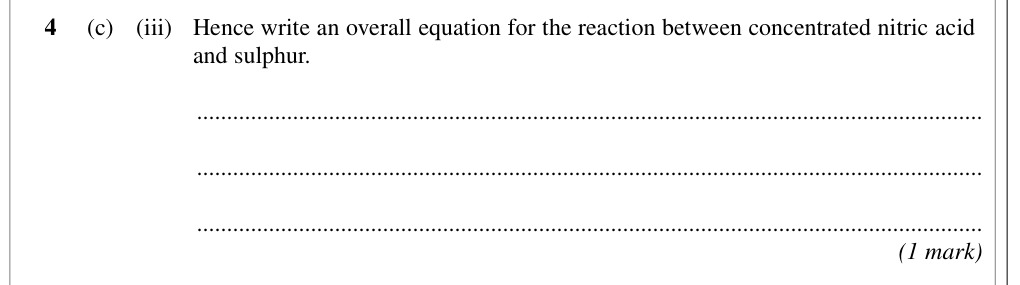 4 (c) (iii) Hence write an overall equation for the reaction between concentrated nitric acid
and sulphur.
....................................................................................................................................
....................................................................................................................................
....................................................................................................................................
(1 mark)